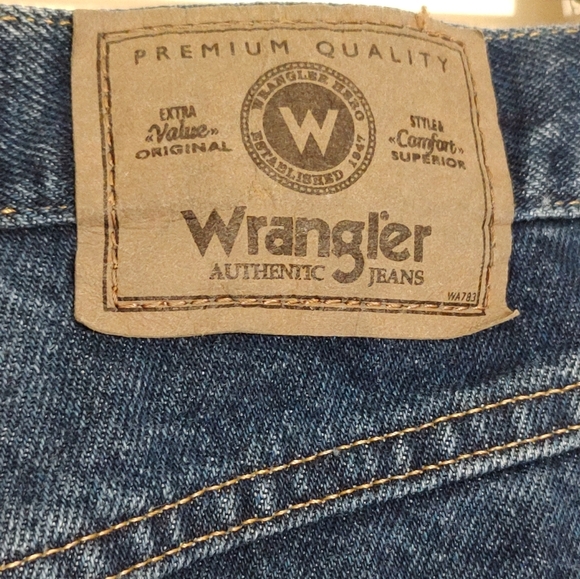 PREMIUM QUALITY
WRANGLER HERO
W
ESTABLISHED 1947
EXTRA
«Value»
ORIGINAL
STYLE &
«Comfort»
SUPERIOR
Wrangler
AUTHENTIC JEANS
WA783